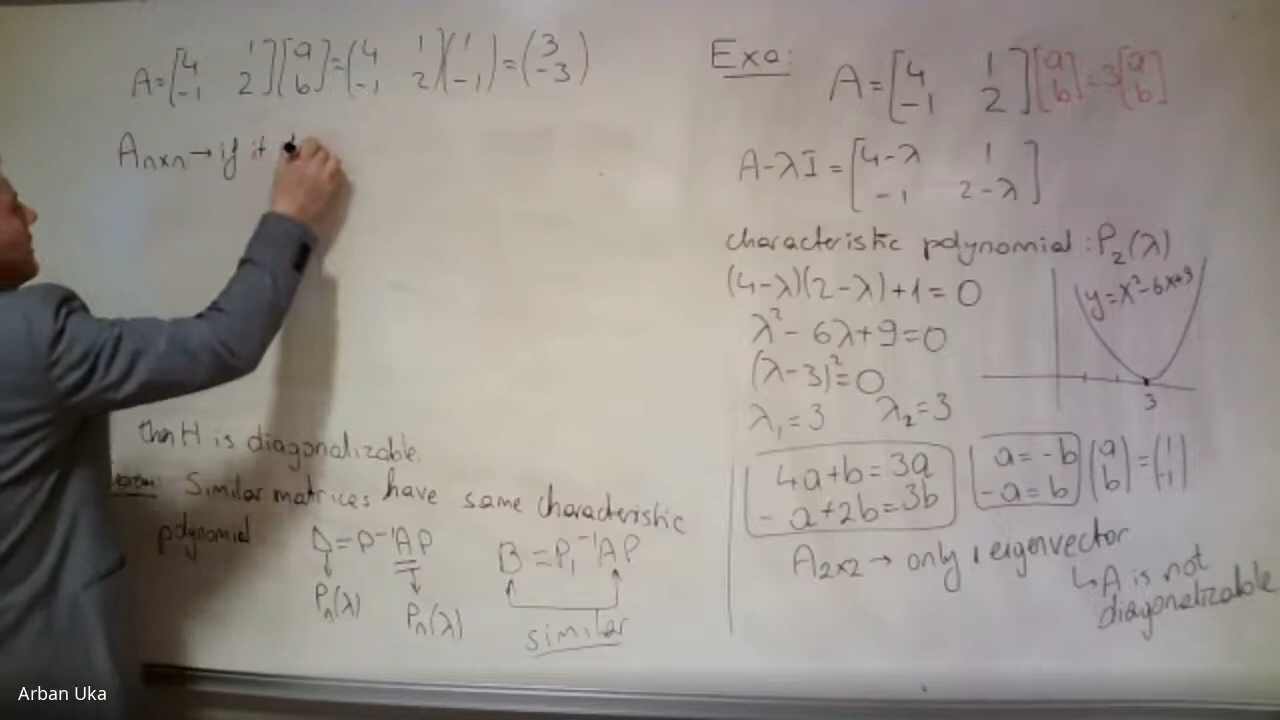 A=[4 1 -1 2][a b]=(4 1 -1 2)(1 -1)=(3 -3)
Anxn→if it
then A is diagonalizable.
Similar matrices have same characteristic
polynomial
D=P⁻¹AP
B=P₁⁻¹AP
Pn(λ)
Pn(λ)
similar
Exa:
A=[4 1 -1 2][a b]=3[a b]
A-λI=[4-λ 1 -1 2-λ]
characteristic polynomial:P₂(λ)
(4-λ)(2-λ)+1=0
y=x²-6x+9
λ²-6λ+9=0
(λ-3)²=0
3
λ₁=3 λ₂=3
4a+b=3a
-a+2b=3b
a=-b
-a=b
(a b)=(1 -1)
A2x2→only 1 eigenvector
↳A is not
diagonalizable
Arban Uka